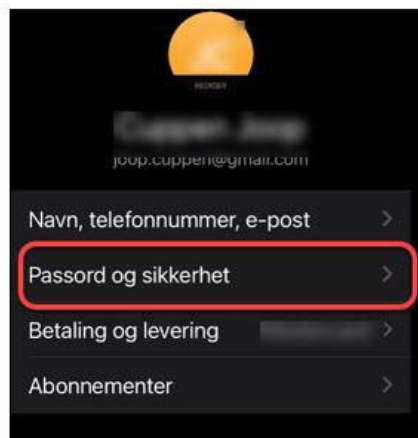 joop.cuppen@gmail.com
Navn, telefonnummer, e-post
Passord og sikkerhet
Betaling og levering
Abonnementer